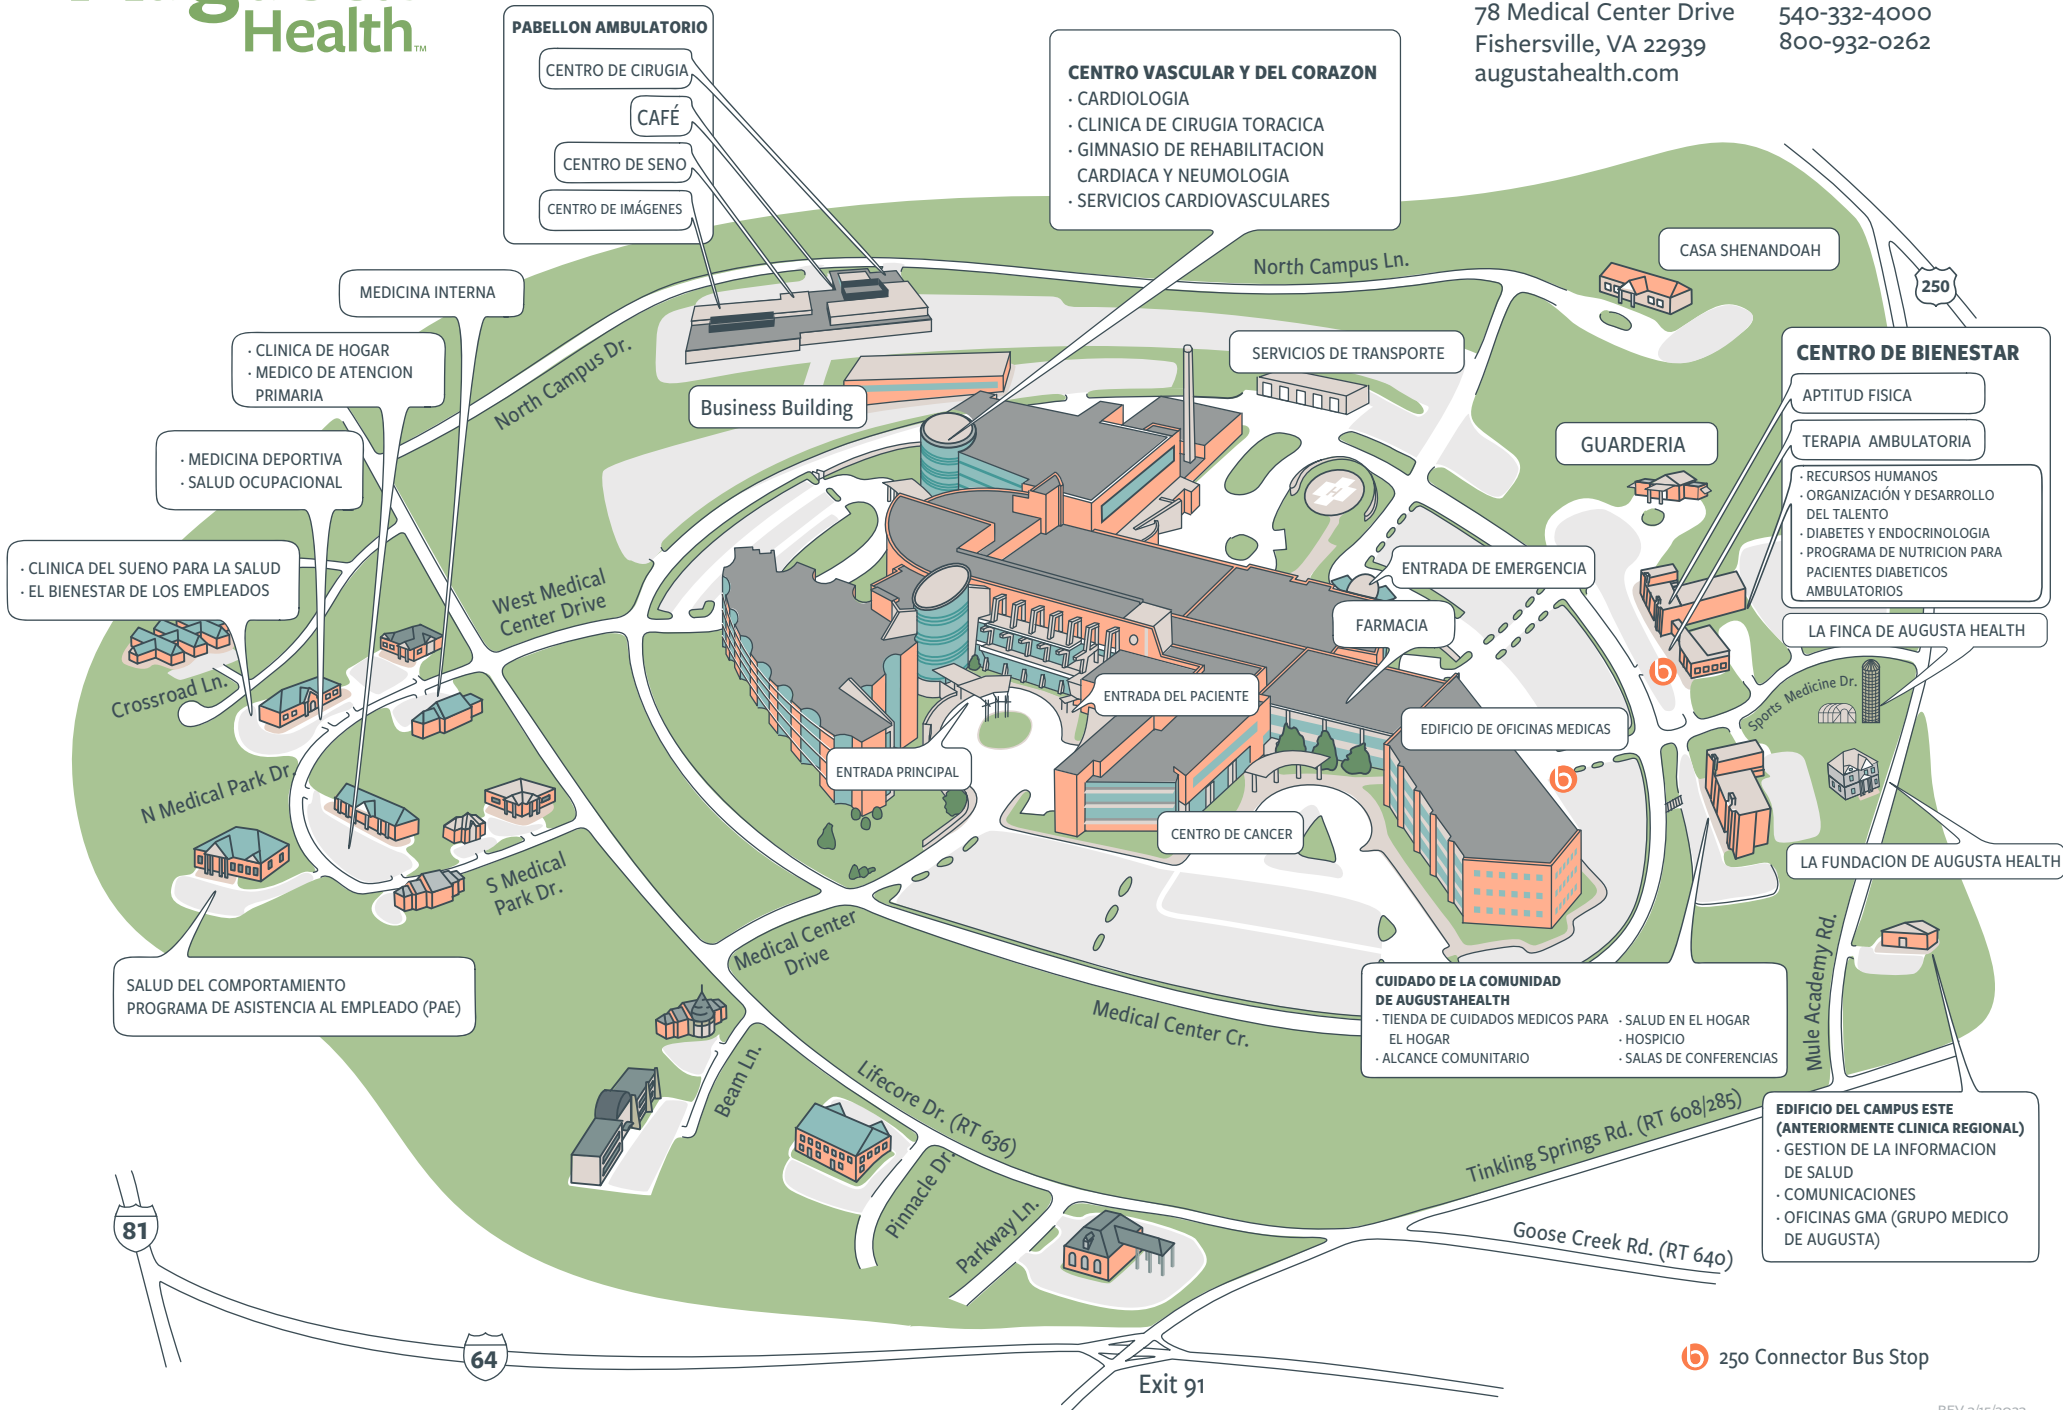 Health™
78 Medical Center Drive
Fishersville, VA 22939
augustahealth.com
540-332-4000
800-932-0262
PABELLON AMBULATORIO
CENTRO DE CIRUGIA
CAFÉ
CENTRO DE SENO
CENTRO DE IMÁGENES
CENTRO VASCULAR Y DEL CORAZON
· CARDIOLOGIA
· CLINICA DE CIRUGIA TORACICA
· GIMNASIO DE REHABILITACION
CARDIACA Y NEUMOLOGIA
· SERVICIOS CARDIOVASCULARES
North Campus Ln.
CASA SHENANDOAH
250
MEDICINA INTERNA
· CLINICA DE HOGAR
· MEDICO DE ATENCION
PRIMARIA
North Campus Dr.
Business Building
SERVICIOS DE TRANSPORTE
GUARDERIA
CENTRO DE BIENESTAR
APTITUD FISICA
TERAPIA AMBULATORIA
· RECURSOS HUMANOS
· ORGANIZACIÓN Y DESARROLLO
DEL TALENTO
· DIABETES Y ENDOCRINOLOGIA
· PROGRAMA DE NUTRICION PARA
PACIENTES DIABETICOS
AMBULATORIOS
LA FINCA DE AUGUSTA HEALTH
· MEDICINA DEPORTIVA
· SALUD OCUPACIONAL
· CLINICA DEL SUENO PARA LA SALUD
· EL BIENESTAR DE LOS EMPLEADOS
West Medical
Center Drive
H
ENTRADA DE EMERGENCIA
FARMACIA
b
Sports Medicine Dr.
Crossroad Ln.
ENTRADA DEL PACIENTE
EDIFICIO DE OFICINAS MEDICAS
b
ENTRADA PRINCIPAL
N Medical Park Dr.
CENTRO DE CANCER
S Medical
Park Dr.
LA FUNDACION DE AUGUSTA HEALTH
Medical Center
Drive
SALUD DEL COMPORTAMIENTO
PROGRAMA DE ASISTENCIA AL EMPLEADO (PAE)
Medical Center Cr.
CUIDADO DE LA COMUNIDAD
DE AUGUSTAHEALTH
· TIENDA DE CUIDADOS MEDICOS PARA
EL HOGAR
· ALCANCE COMUNITARIO
· SALUD EN EL HOGAR
· HOSPICIO
· SALAS DE CONFERENCIAS
Mule Academy Rd.
Beam Ln.
Lifecore Dr. (RT 636)
Pinnacle Dr.
Parkway Ln.
Tinkling Springs Rd. (RT 608/285)
Goose Creek Rd. (RT 640)
EDIFICIO DEL CAMPUS ESTE
(ANTERIORMENTE CLINICA REGIONAL)
· GESTION DE LA INFORMACION
DE SALUD
· COMUNICACIONES
· OFICINAS GMA (GRUPO MEDICO
DE AUGUSTA)
81
64
Exit 91
b 250 Connector Bus Stop